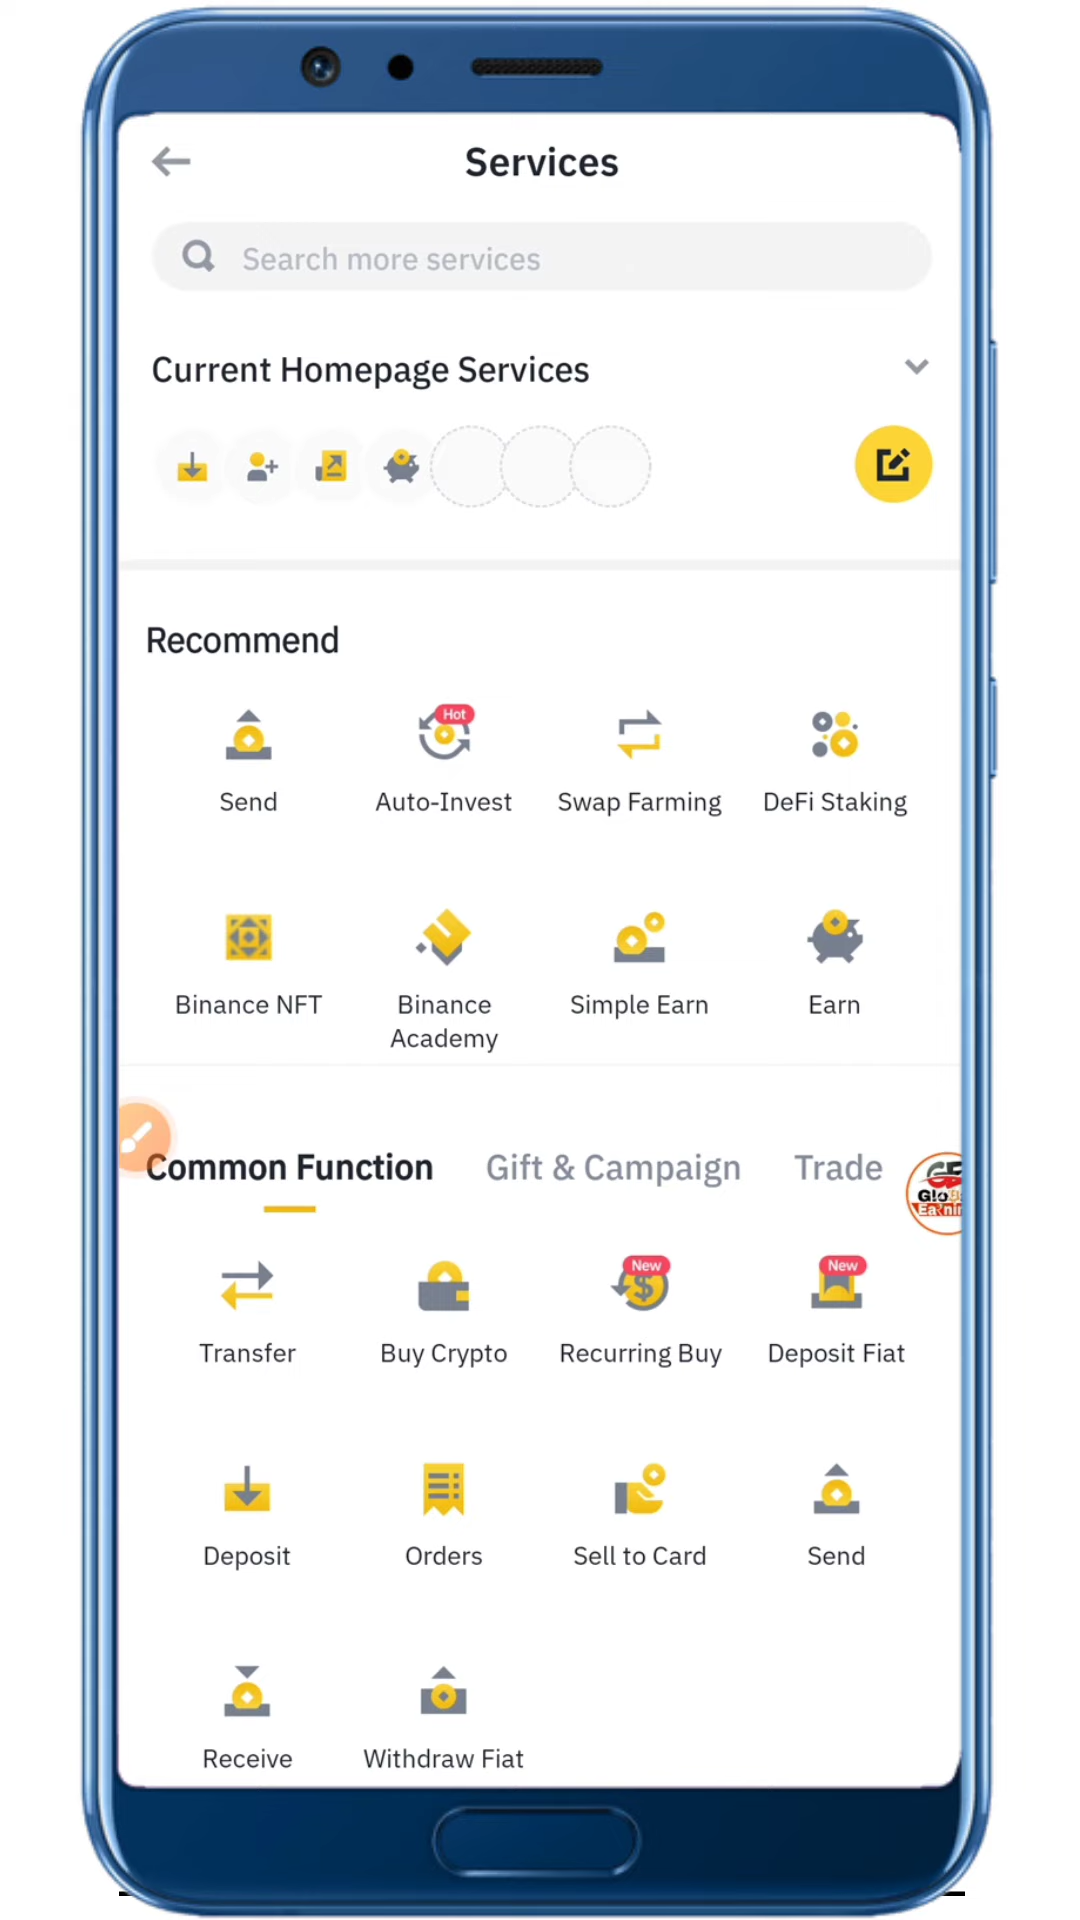 Services
Search more services
Current Homepage Services
Recommend
Hot
Send
Auto-Invest
Swap Farming
DeFi Staking
Binance NFT
Binance
Academy
Simple Earn
Earn
Common Function
Gift & Campaign
Trade
New
New
Transfer
Buy Crypto
Recurring Buy
Deposit Fiat
Deposit
Orders
Sell to Card
Send
Receive
Withdraw Fiat